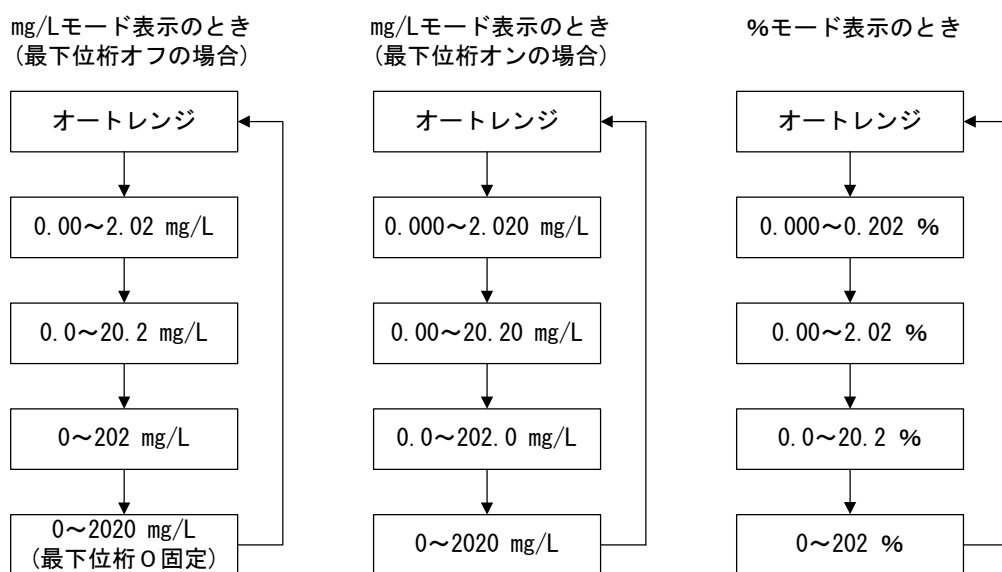 mg/Lモード表示のとき
(最下位桁オフの場合)
オートレンジ
0.00～2.02 mg/L
0.0～20.2 mg/L
0～202 mg/L
0～2020 mg/L
(最下位桁０固定)
mg/Lモード表示のとき
(最下位桁オンの場合)
オートレンジ
0.000～2.020 mg/L
0.00～20.20 mg/L
0.0～202.0 mg/L
0～2020 mg/L
%モード表示のとき
オートレンジ
0.000～0.202 %
0.00～2.02 %
0.0～20.2 %
0～202 %